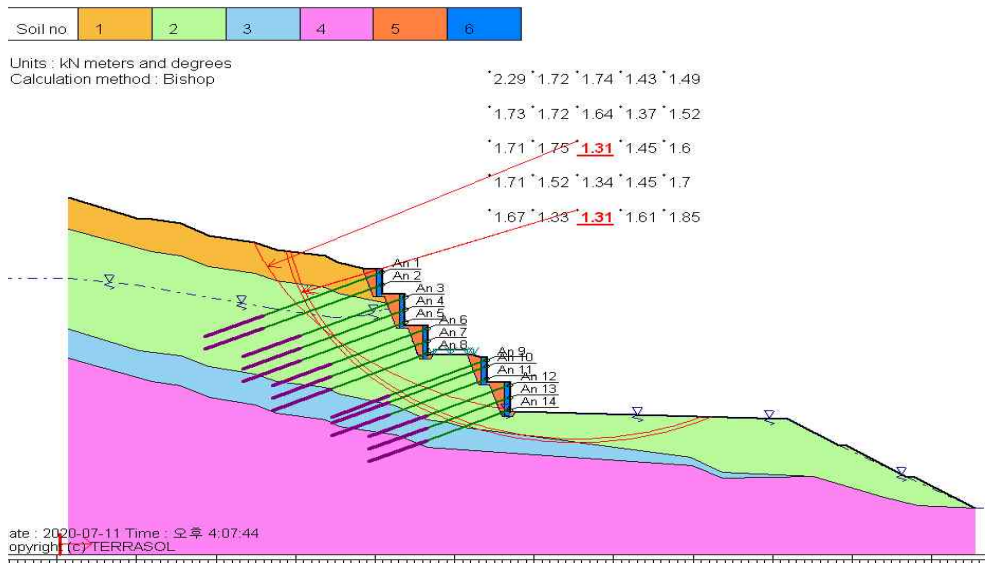 Soil no 1 2 3 4 5 6
Units : kN meters and degrees
Calculation method : Bishop
2.29 1.72 1.74 1.43 1.49
1.73 1.72 1.64 1.37 1.52
1.71 1.75 1.31 1.45 1.6
1.71 1.52 1.34 1.45 1.7
1.67 1.33 1.31 1.61 1.85
An 1
An 2
An 3
An 4
An 5
An 6
An 7
An 8
An 9
An 10
An 11
An 12
An 13
An 14
ate : 2020-07-11 Time : 오후 4:07:44
opyright (c) TERRASOL